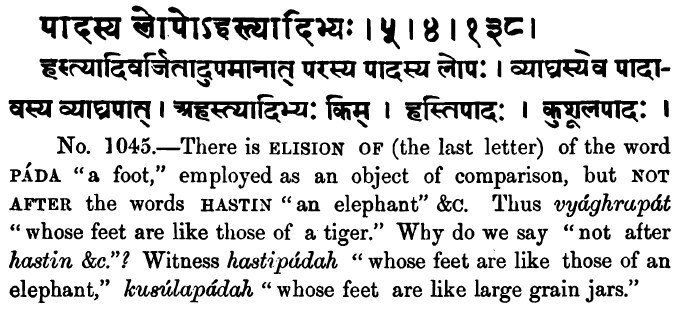 पादस्य लोपोऽहस्त्यादिभ्यः । ५ । ४ । १३८ ।
हस्त्यादिवर्जितादुपमानात् परस्य पादस्य लोपः । व्याघ्रस्येव पादा-
वस्य व्याघ्रपात् । अहस्त्यादिभ्यः किम् । हस्तिपादः । कुशूलपादः ।
No. 1045.—There is ELISION OF (the last letter) of the word
PÁDA “a foot,” employed as an object of comparison, but NOT
AFTER the words HASTIN “an elephant” &c. Thus vyághrapát
“whose feet are like those of a tiger.” Why do we say “not after
hastin &c.”? Witness hastipádah “whose feet are like those of an
elephant,” kusúlapádah “whose feet are like large grain jars.”